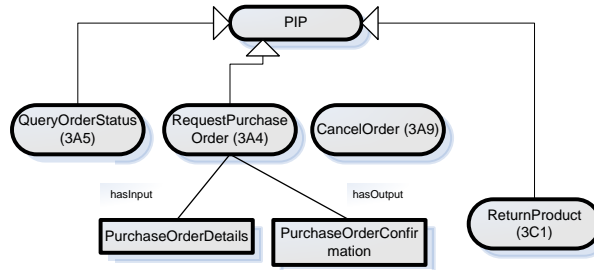 PIP
QueryOrderStatus
(3A5)
RequestPurchase
Order (3A4)
CancelOrder (3A9)
hasInput
hasOutput
PurchaseOrderDetails
PurchaseOrderConfir
mation
ReturnProduct
(3C1)